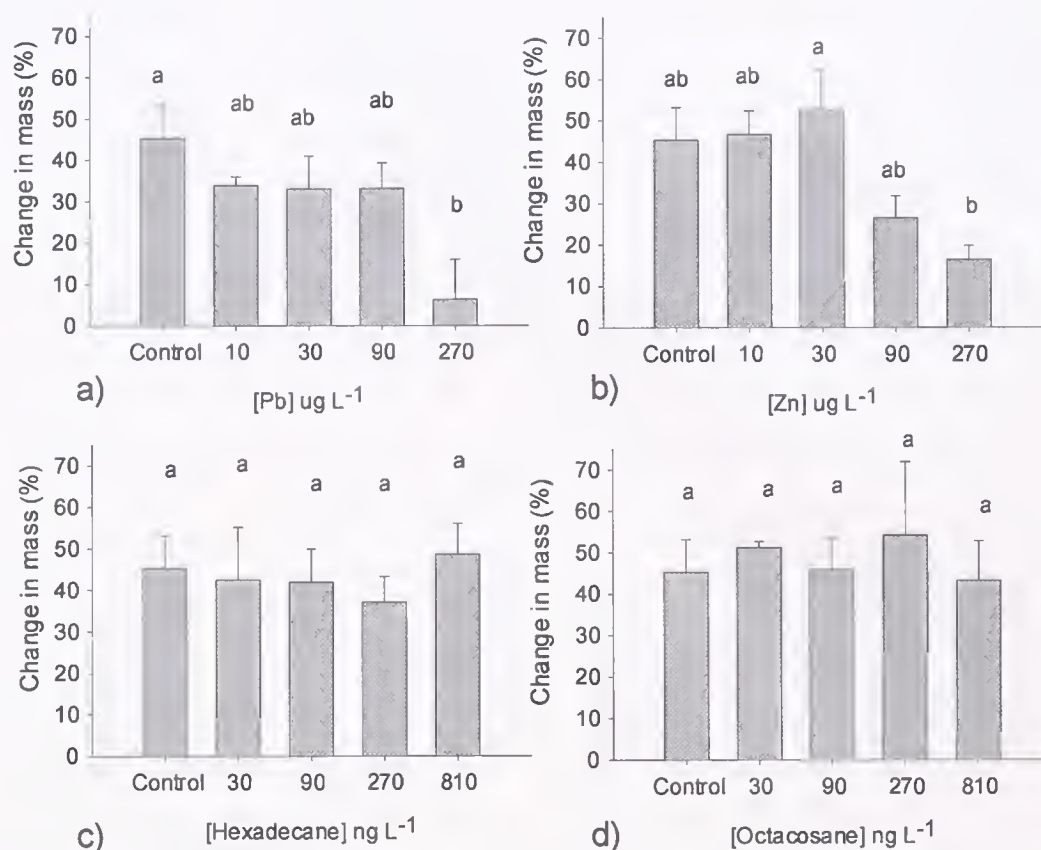 Change in mass (%)
70
60
50
40
30
20
10
0
a
ab
ab
ab
b
Control 10 30 90 270
a)
[Pb] ug L-1
Change in mass (%)
70
60
50
40
30
20
10
0
ab
ab
a
ab
b
Control 10 30 90 270
b)
[Zn] ug L-1
Change in mass (%)
70
60
50
40
30
20
10
0
a
a
a
a
a
Control 30 90 270 810
c)
[Hexadecane] ng L-1
Change in mass (%)
70
60
50
40
30
20
10
0
a
a
a
a
a
Control 30 90 270 810
d)
[Octacosane] ng L-1